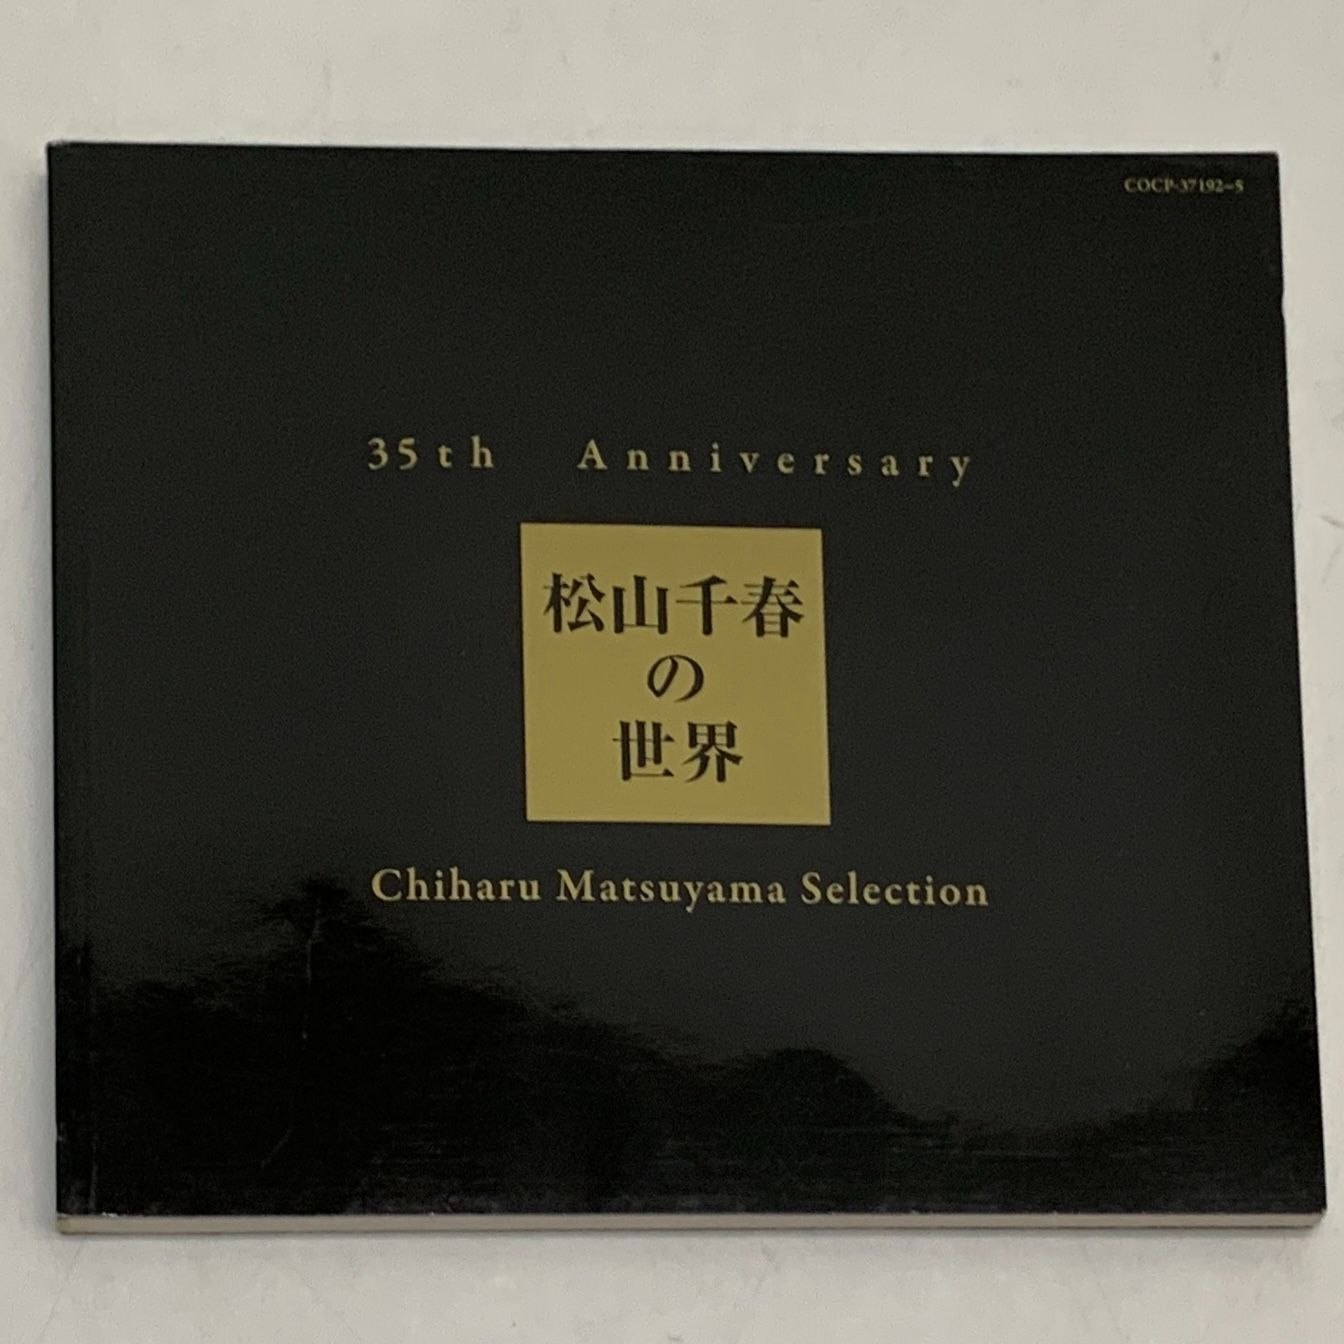 COCP-37192-5
35th Anniversary
松山千春
の
世界
Chiharu Matsuyama Selection